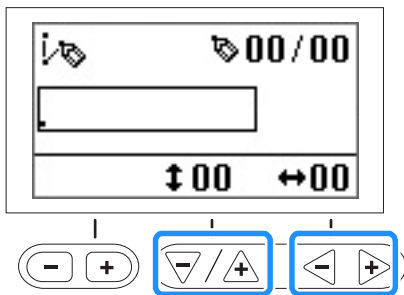 00/00
↕00 ↔00
- + -/+ - +